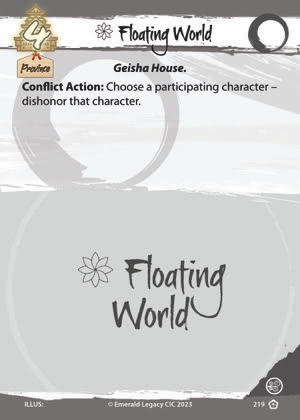 4
Floating World
Province
Geisha House.
Conflict Action: Choose a participating character –
dishonor that character.
Floating
World
ILLUS:
© Emerald Legacy CIC 2023
219